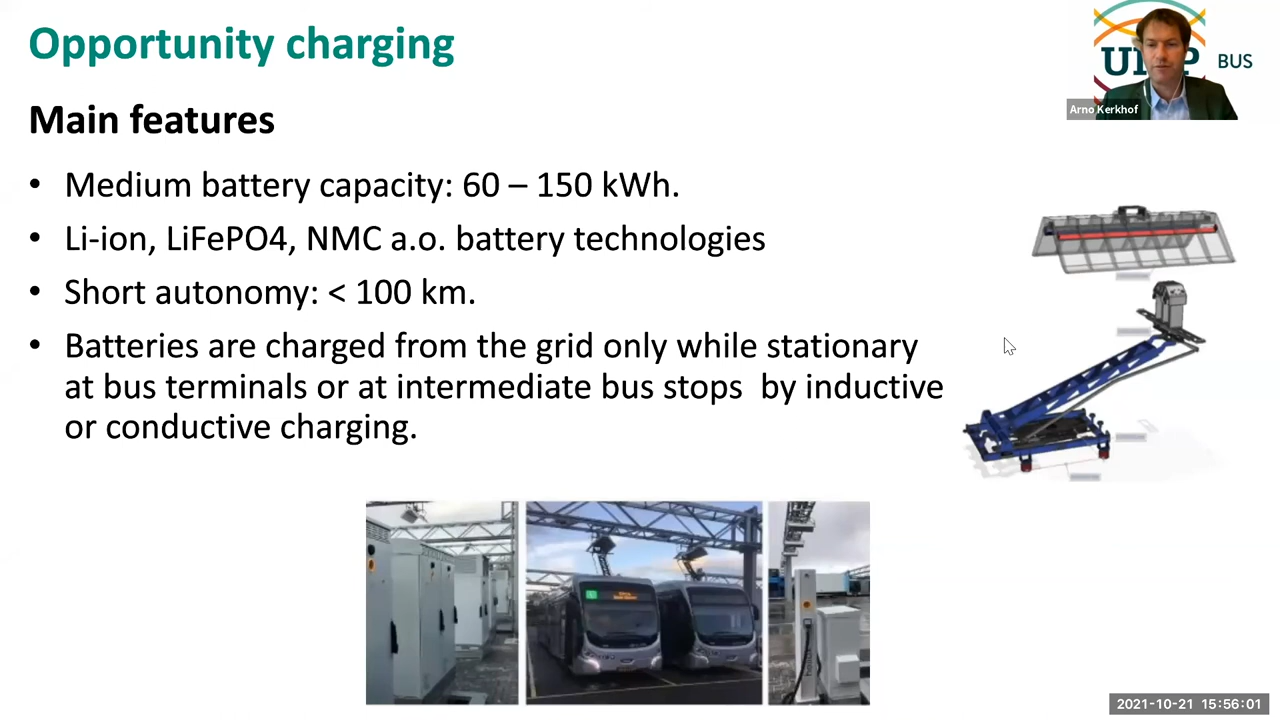 Opportunity charging
BUS
Arno Kerkhof
Main features
• Medium battery capacity: 60 – 150 kWh.
• Li-ion, LiFePO4, NMC a.o. battery technologies
• Short autonomy: < 100 km.
• Batteries are charged from the grid only while stationary
at bus terminals or at intermediate bus stops by inductive
or conductive charging.
2021-10-21 15:56:01